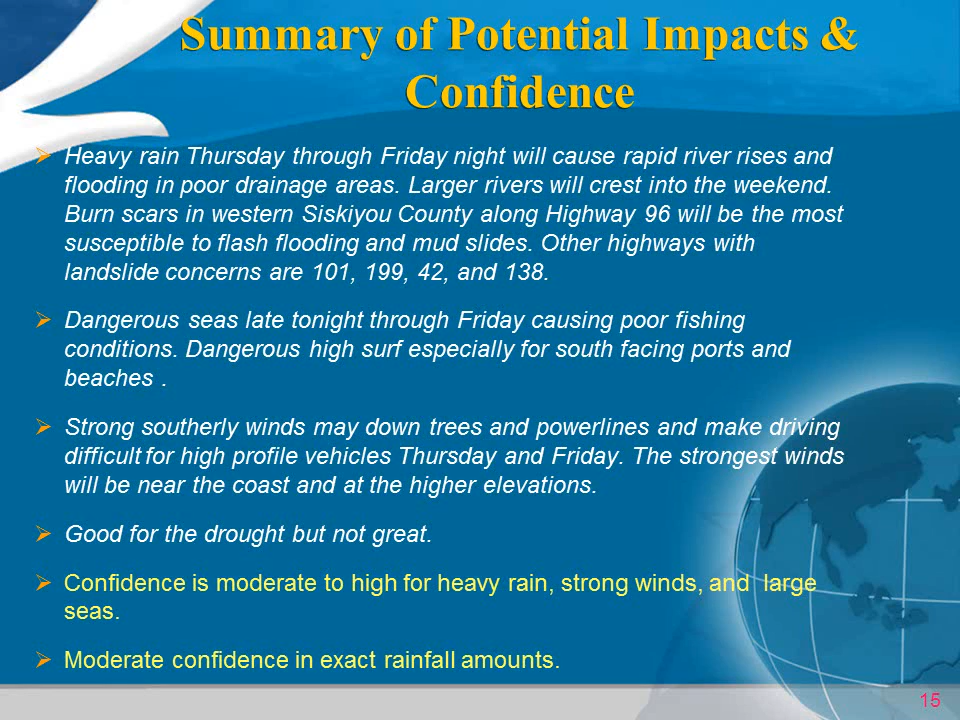 Summary of Potential Impacts &
Confidence
Heavy rain Thursday through Friday night will cause rapid river rises and
flooding in poor drainage areas. Larger rivers will crest into the weekend.
Burn scars in western Siskiyou County along Highway 96 will be the most
susceptible to flash flooding and mud slides. Other highways with
landslide concerns are 101, 199, 42, and 138.
Dangerous seas late tonight through Friday causing poor fishing
conditions. Dangerous high surf especially for south facing ports and
beaches .
Strong southerly winds may down trees and powerlines and make driving
difficult for high profile vehicles Thursday and Friday. The strongest winds
will be near the coast and at the higher elevations.
Good for the drought but not great.
Confidence is moderate to high for heavy rain, strong winds, and  large
seas.
Moderate confidence in exact rainfall amounts.
15